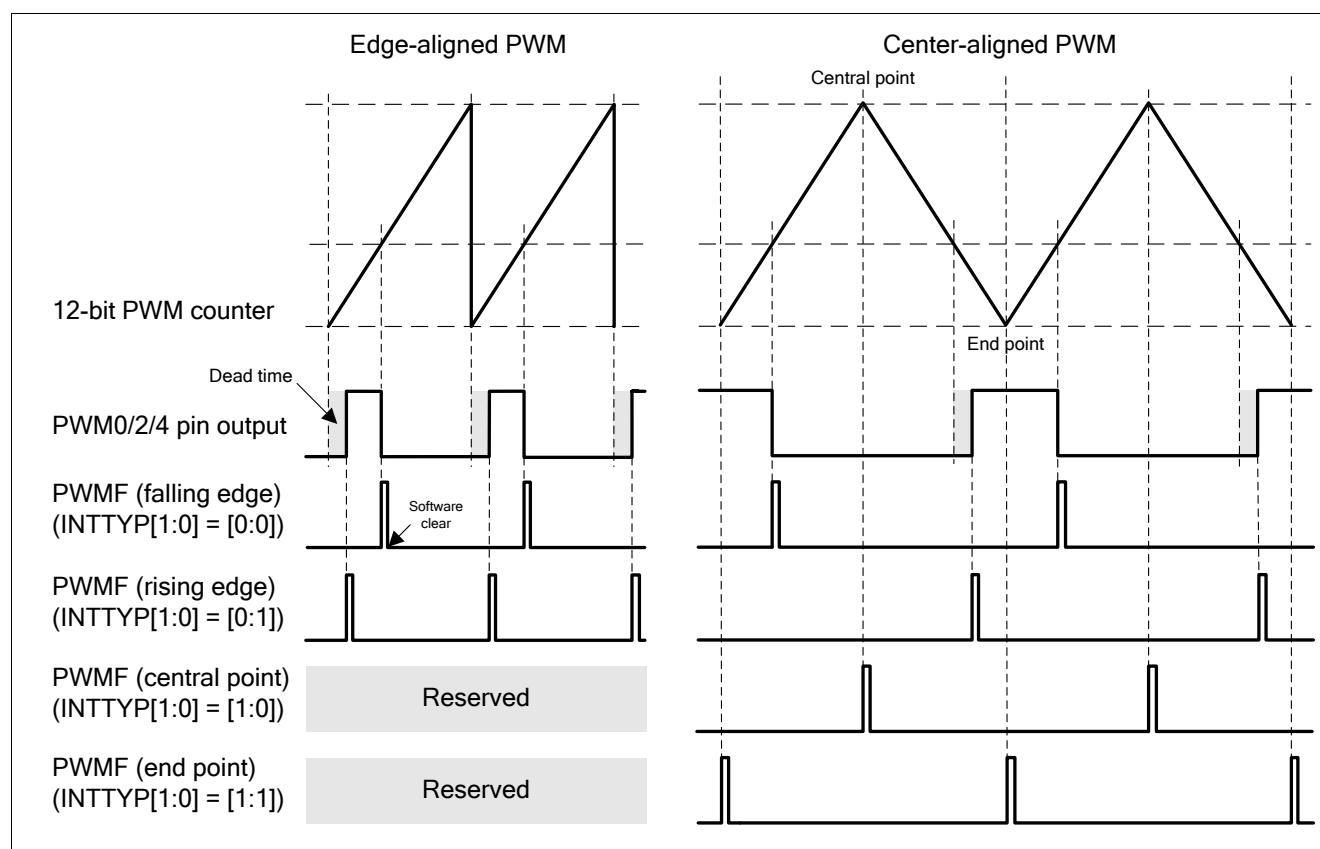 Edge-aligned PWM
Center-aligned PWM
Central point
12-bit PWM counter
End point
Dead time
PWM0/2/4 pin output
PWMF (falling edge)
(INTTYP[1:0] = [0:0])
Software
clear
PWMF (rising edge)
(INTTYP[1:0] = [0:1])
PWMF (central point)
(INTTYP[1:0] = [1:0])
Reserved
PWMF (end point)
(INTTYP[1:0] = [1:1])
Reserved